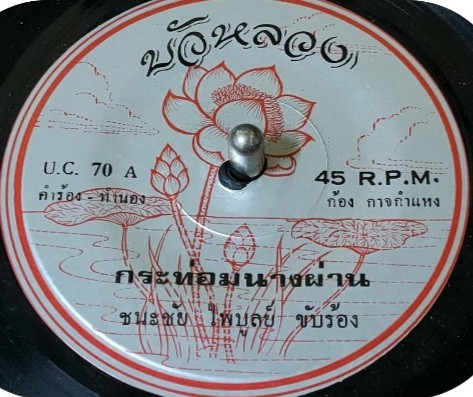 บัวหลวง
U.C. 70 A 45 R.P.M.
คำร้อง - ทำนอง ก้อง กาจกำแหง
กระท่อมนางผ่าน
ชนะชัย ไพบูลย์ ขับร้อง